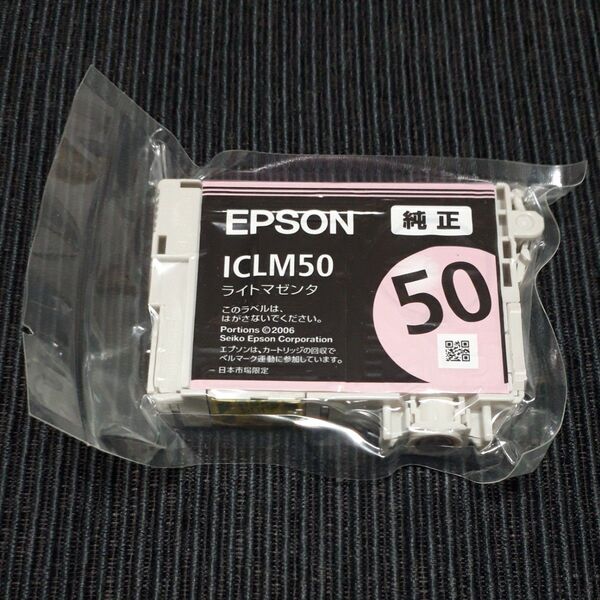 EPSON 純正
ICLM50
ライトマゼンタ
50
このラベルは、
はがさないでください。
Portions ©2006
Seiko Epson Corporation
エプソンは、カートリッジの回収で
ベルマーク運動に参加しています。
日本市場限定